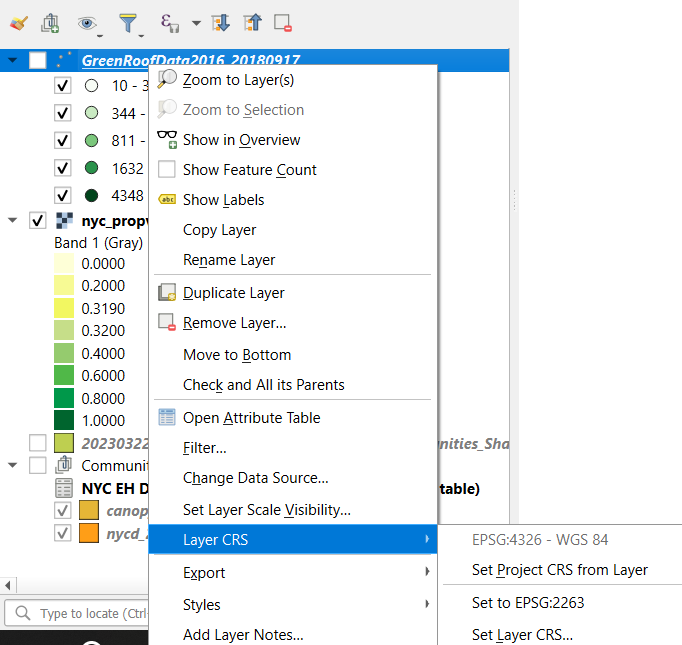 GreenRoofData2016_20180917
Zoom to Layer(s)
10 - 3
Zoom to Selection
344 -
Show in Overview
811 -
Show Feature Count
1632
Show Labels
abc
4348
Copy Layer
nyc_propv
Rename Layer
Band 1 (Gray)
0.0000
0.2000
Duplicate Layer
0.3190
Remove Layer...
0.3200
0.4000
Move to Bottom
0.6000
Check and All its Parents
0.8000
1.0000
Open Attribute Table
20230322
nities_Sha
Filter...
Communit
Change Data Source...
NYC EH D
table)
canop
Set Layer Scale Visibility...
nycd_
Layer CRS
EPSG:4326 - WGS 84
Set Project CRS from Layer
Export
Set to EPSG:2263
Styles
Type to locate (Ctrl
Add Layer Notes...
Set Layer CRS...